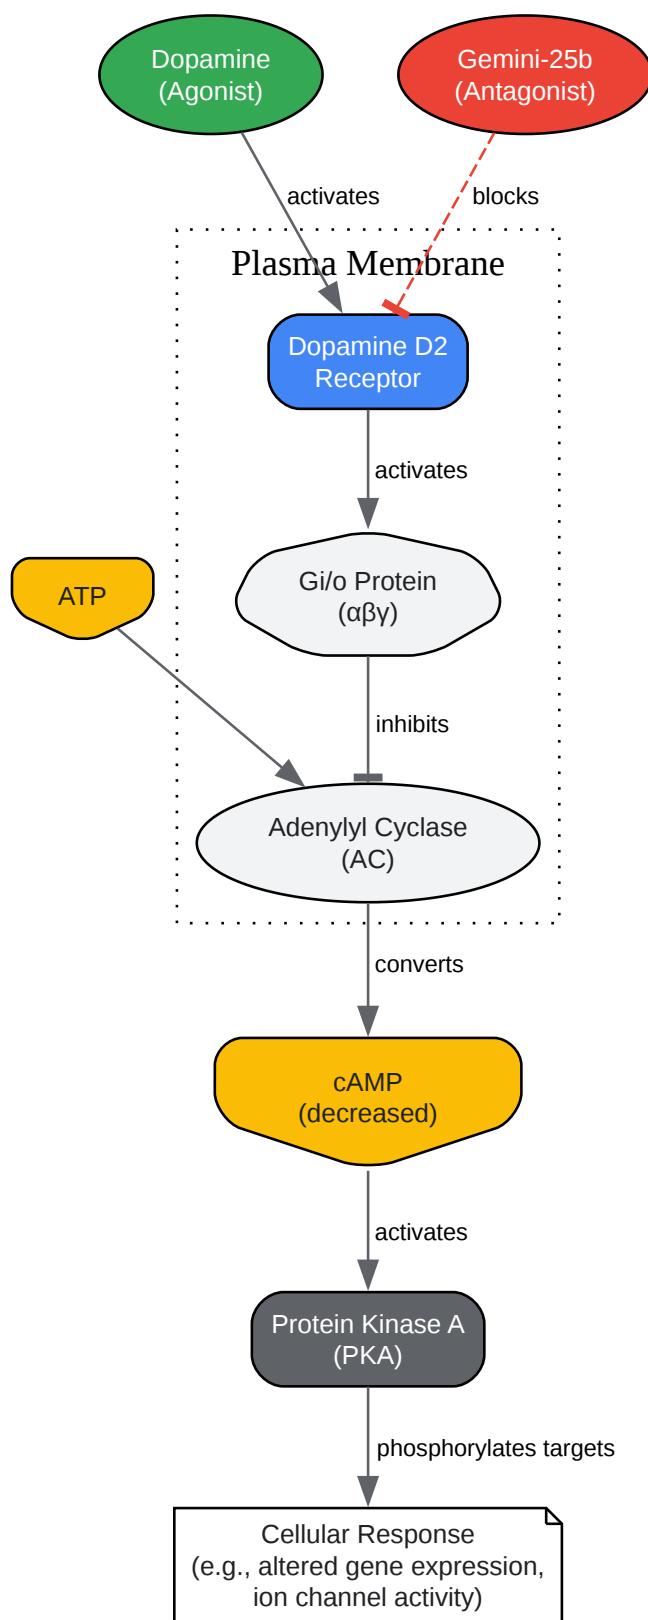 Dopamine
(Agonist)
Gemini-25b
(Antagonist)
activates
blocks
Plasma Membrane
Dopamine D2
Receptor
activates
ATP
Gi/o Protein
(αβγ)
inhibits
Adenylyl Cyclase
(AC)
converts
cAMP
(decreased)
activates
Protein Kinase A
(PKA)
phosphorylates targets
Cellular Response
(e.g., altered gene expression,
ion channel activity)